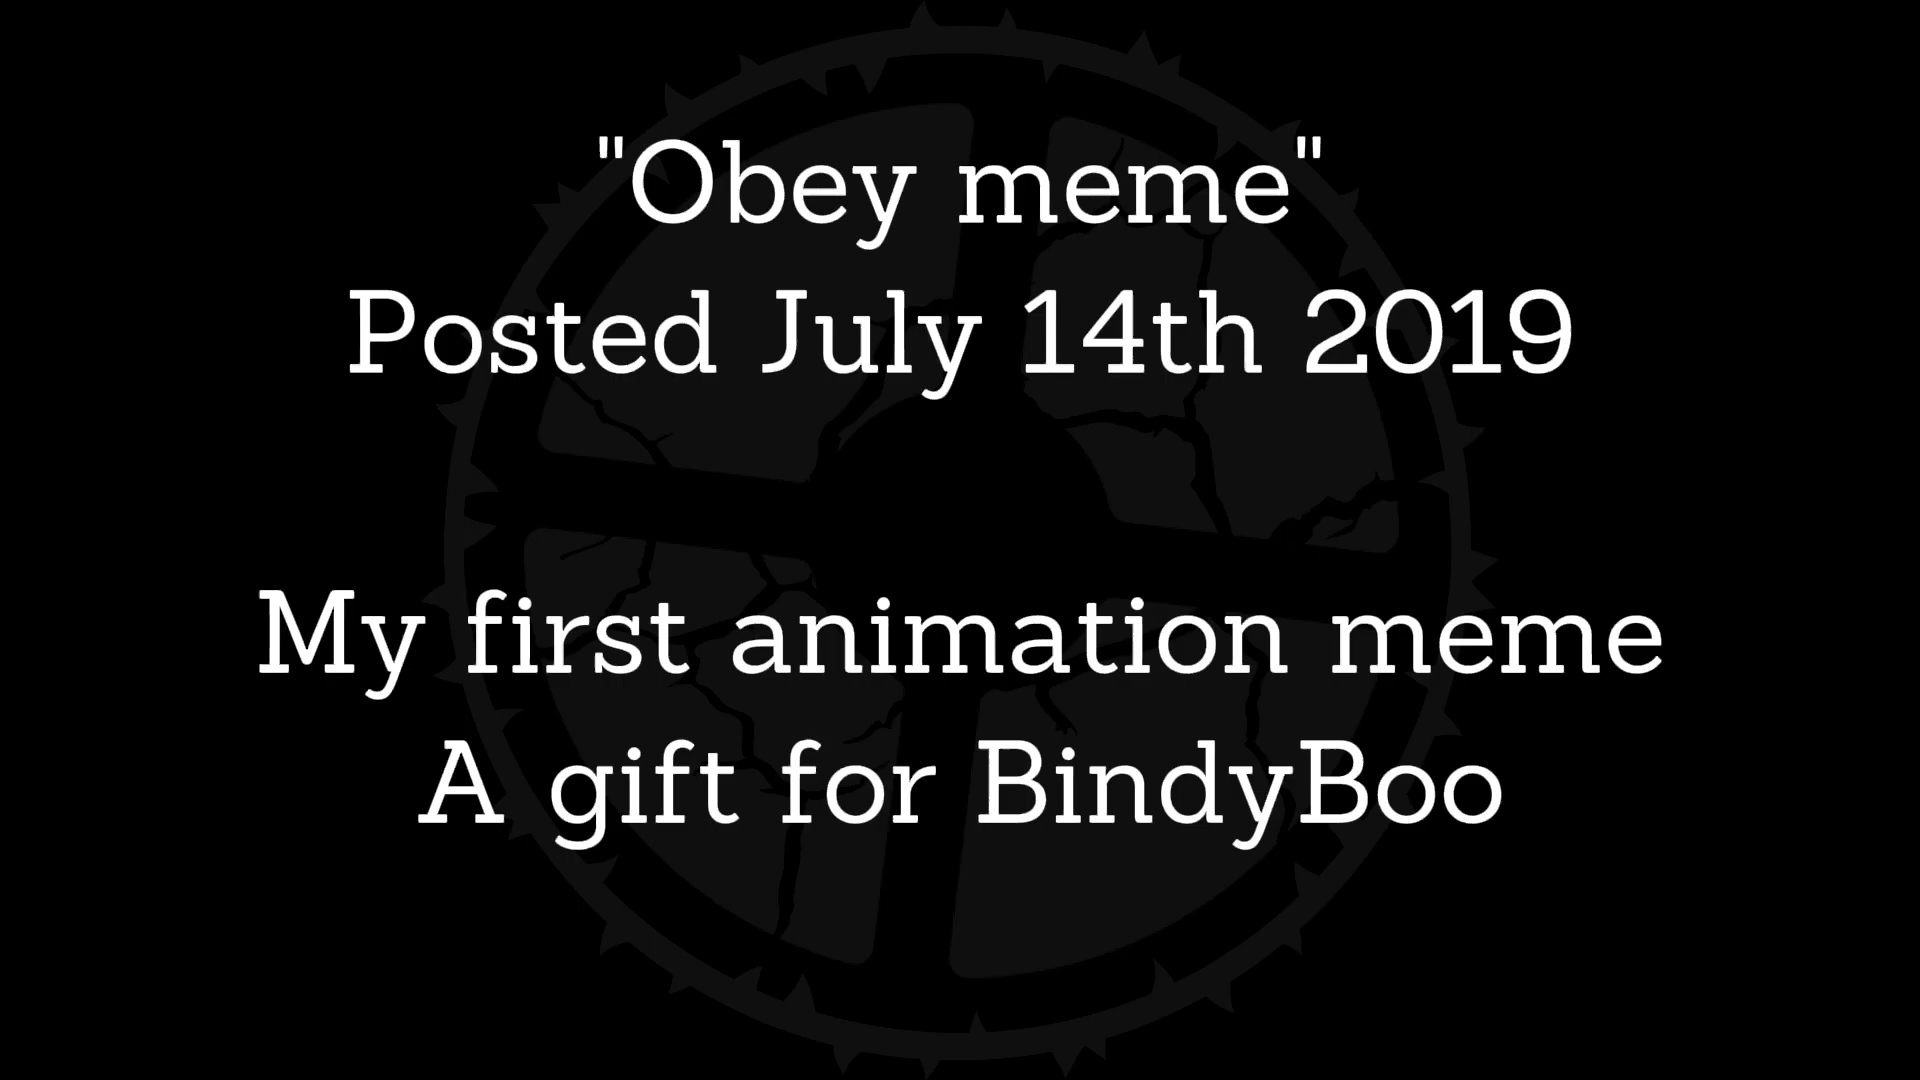 "Obey meme"
Posted July 14th 2019
My first animation meme
A gift for BindyBoo